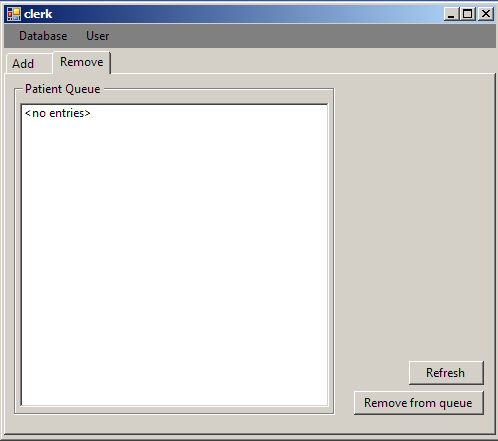 clerk
Database User
Add Remove
Patient Queue
<no entries>
Refresh
Remove from queue